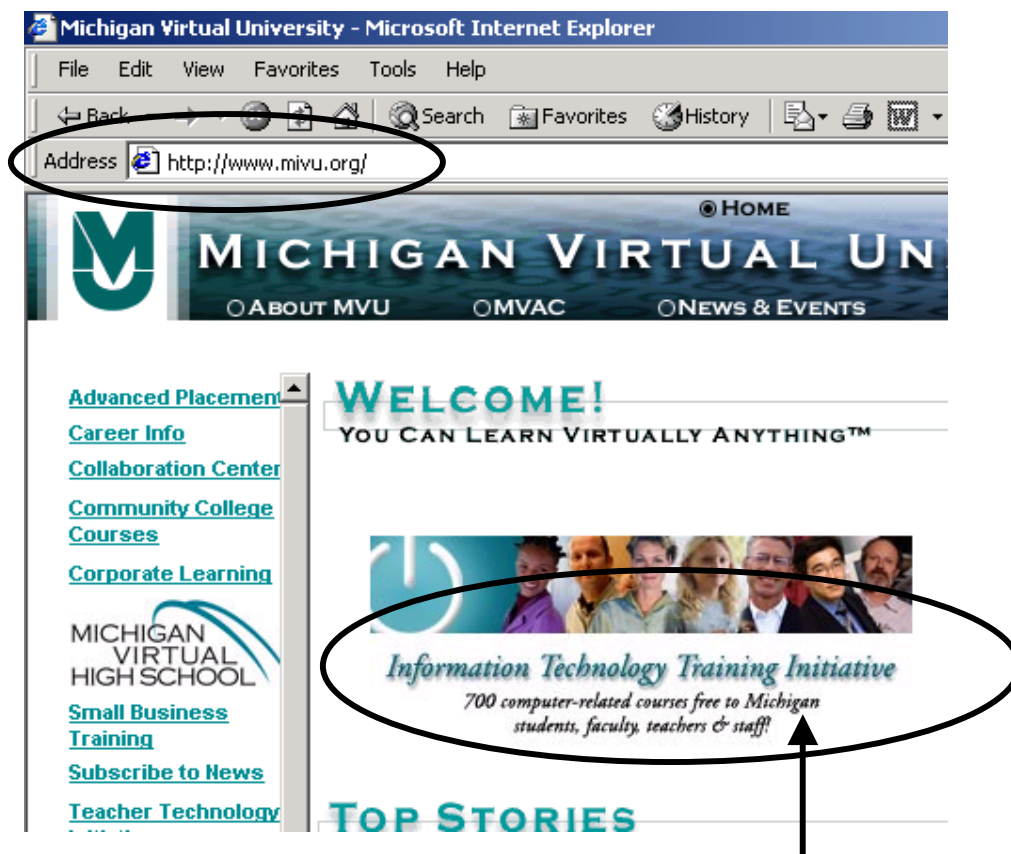 Michigan Virtual University - Microsoft Internet Explorer
File Edit View Favorites Tools Help
Back Search Favorites History
Address http://www.mivu.org/
HOME
MICHIGAN VIRTUAL UN
ABOUT MVU MVAC NEWS & EVENTS
Advanced Placement
Career Info
Collaboration Center
Community College
Courses
Corporate Learning
MICHIGAN
VIRTUAL
HIGH SCHOOL
Small Business
Training
Subscribe to News
Teacher Technology
WELCOME!
YOU CAN LEARN VIRTUALLY ANYTHING™
Information Technology Training Initiative
700 computer-related courses free to Michigan
students, faculty, teachers & staff!
TOP STORIES